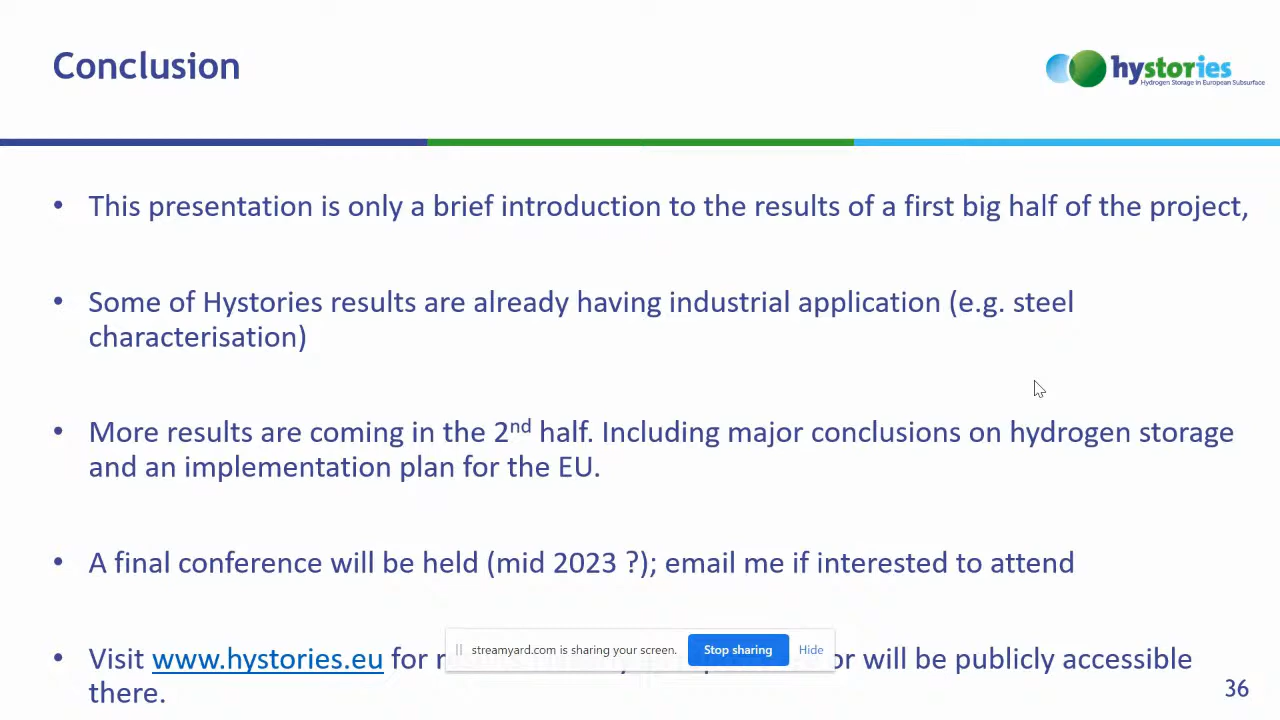 Conclusion
hystories
Hydrogen Storage in European Subsurface
• This presentation is only a brief introduction to the results of a first big half of the project,
• Some of Hystories results are already having industrial application (e.g. steel
characterisation)
• More results are coming in the 2nd half. Including major conclusions on hydrogen storage
and an implementation plan for the EU.
• A final conference will be held (mid 2023 ?); email me if interested to attend
• Visit www.hystories.eu for
or will be publicly accessible
there.
streamyard.com is sharing your screen.
Stop sharing
Hide
36